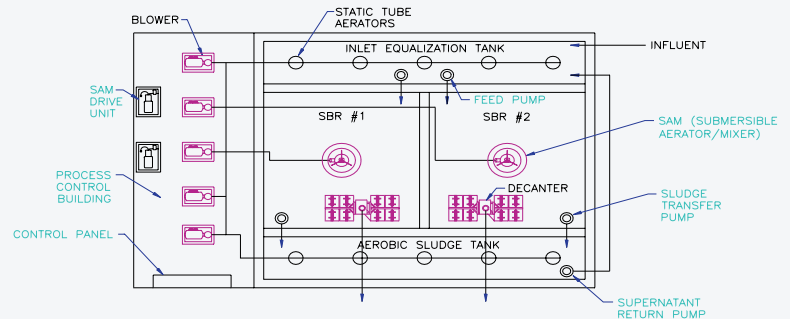 BLOWER
STATIC TUBE
AERATORS
INLET EQUALIZATION TANK
INFLUENT
SAM
DRIVE
UNIT
FEED PUMP
SBR #1
SBR #2
SAM (SUBMERSIBLE
AERATOR/MIXER)
PROCESS
CONTROL
BUILDING
DECANTER
SLUDGE
TRANSFER
PUMP
CONTROL PANEL
AEROBIC SLUDGE TANK
SUPERNATANT
RETURN PUMP